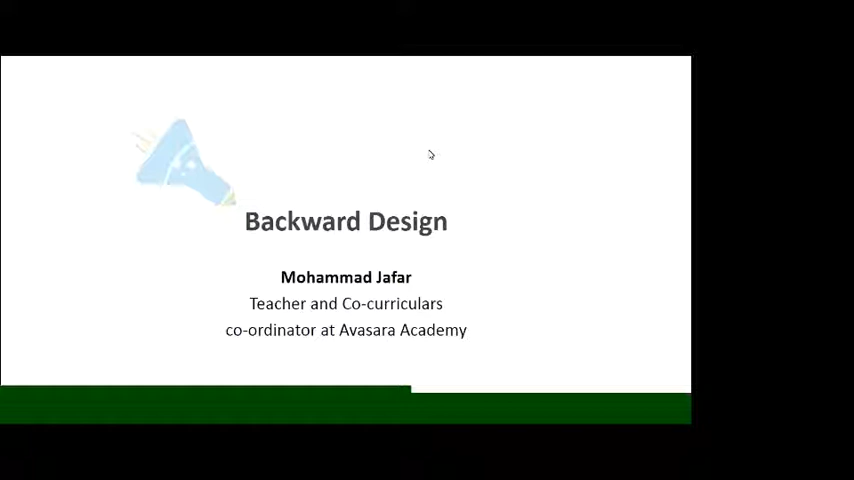 Backward Design
Mohammad Jafar
Teacher and Co-curriculars
co-ordinator at Avasara Academy